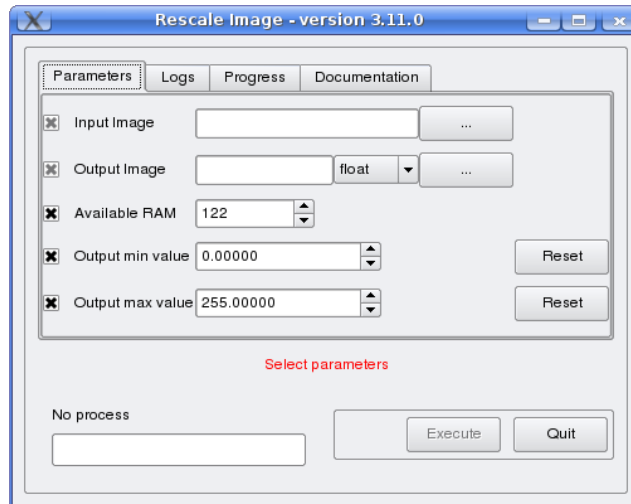 Rescale Image - version 3.11.0
Parameters Logs Progress Documentation
Input Image ...
Output Image float ...
Available RAM 122
Output min value 0.00000 Reset
Output max value 255.00000 Reset
Select parameters
No process
Execute Quit